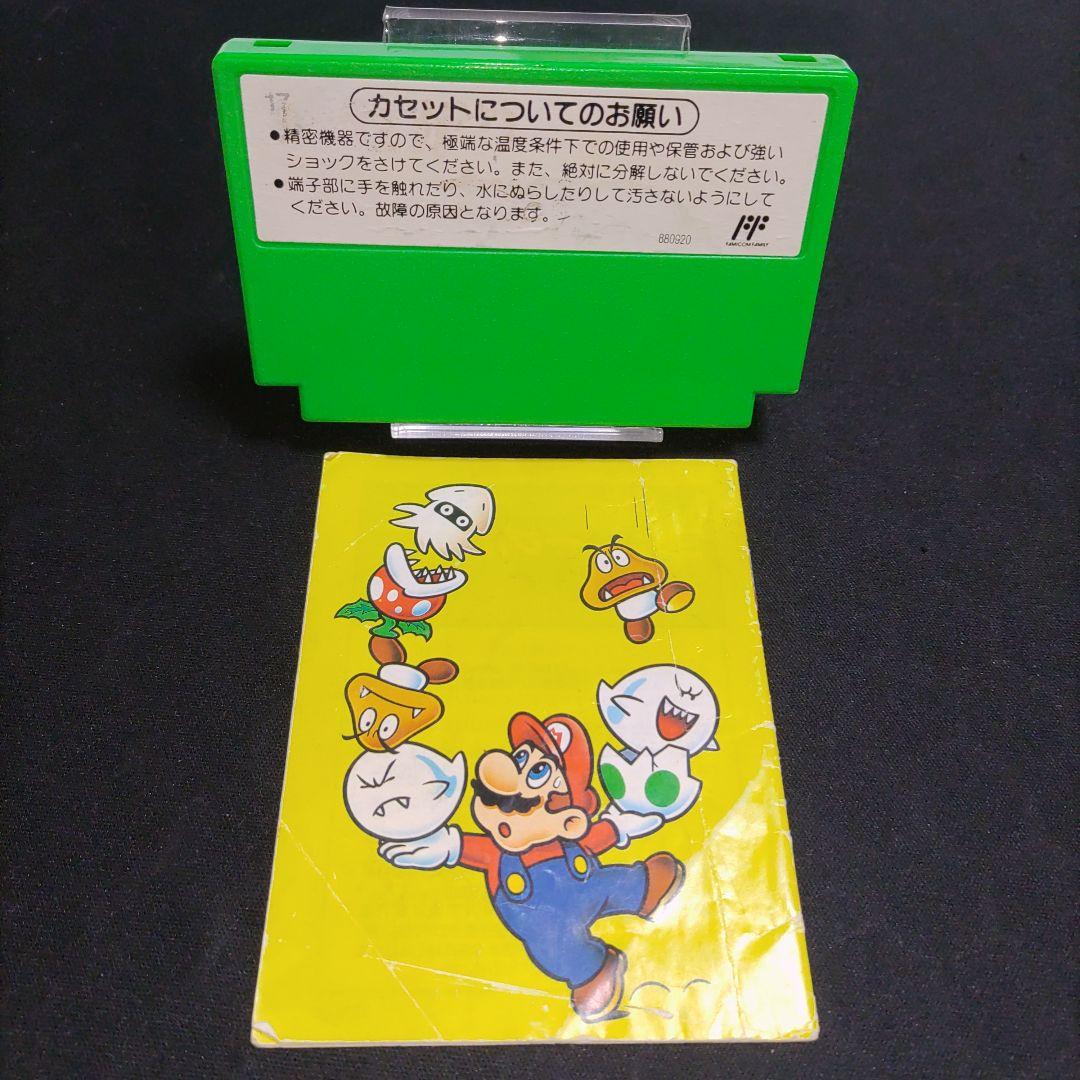 17
カセットについてのお願い
●精密機器ですので、極端な温度条件下での使用や保管および強い
ショックをさけてください。また、絶対に分解しないでください。
●端子部に手を触れたり、水にぬらしたりして汚さないようにして
ください。故障の原因となります。
880920
FAMICOM FAMILY
M